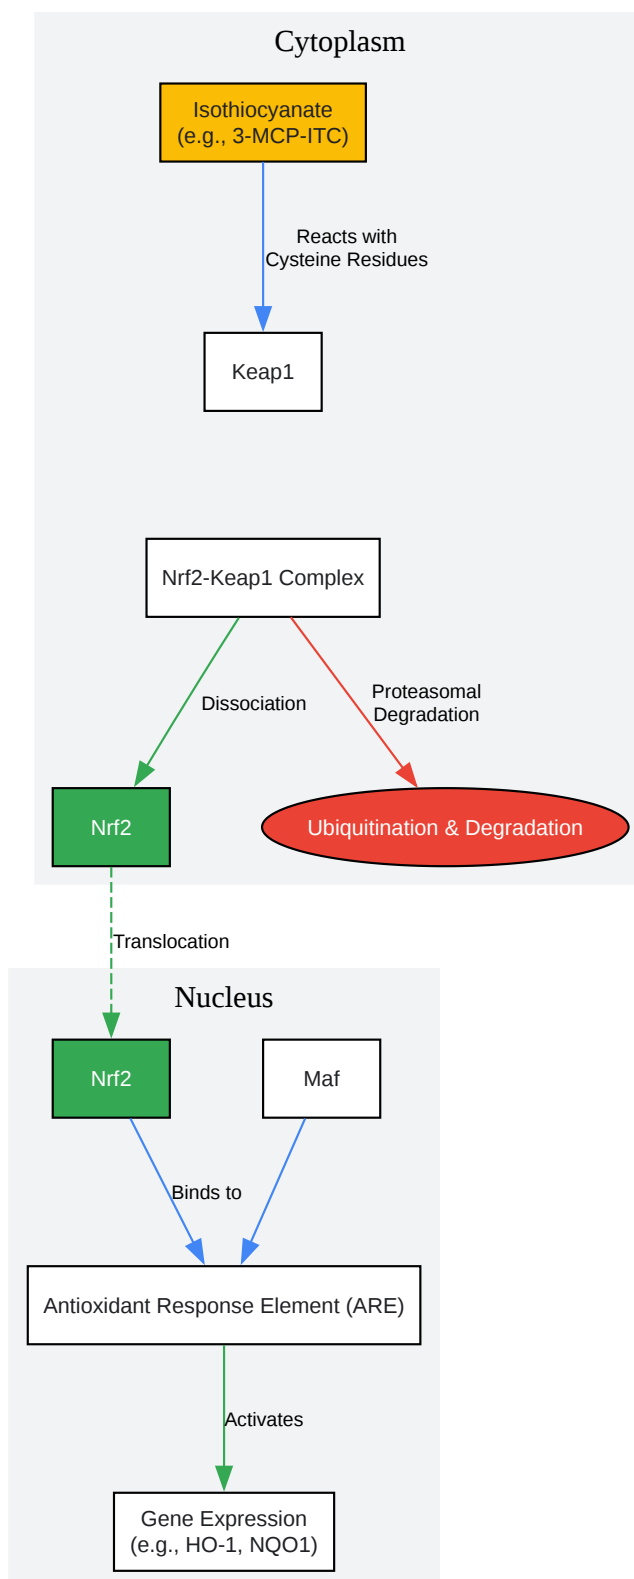 Cytoplasm
Isothiocyanate
(e.g., 3-MCP-ITC)
Reacts with
Cysteine Residues
Keap1
Nrf2-Keap1 Complex
Dissociation
Proteasomal
Degradation
Nrf2
Ubiquitination & Degradation
Translocation
Nucleus
Nrf2
Maf
Binds to
Antioxidant Response Element (ARE)
Activates
Gene Expression
(e.g., HO-1, NQO1)